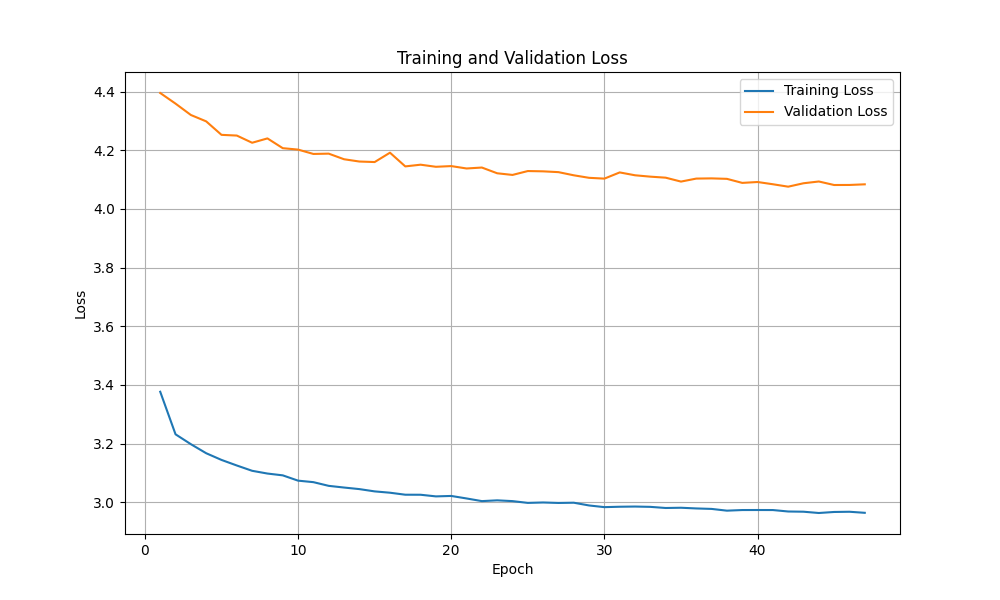 Training and Validation Loss
Training Loss
Validation Loss
4.4
4.2
4.0
3.8
3.6
3.4
3.2
3.0
Loss
0 10 20 30 40
Epoch